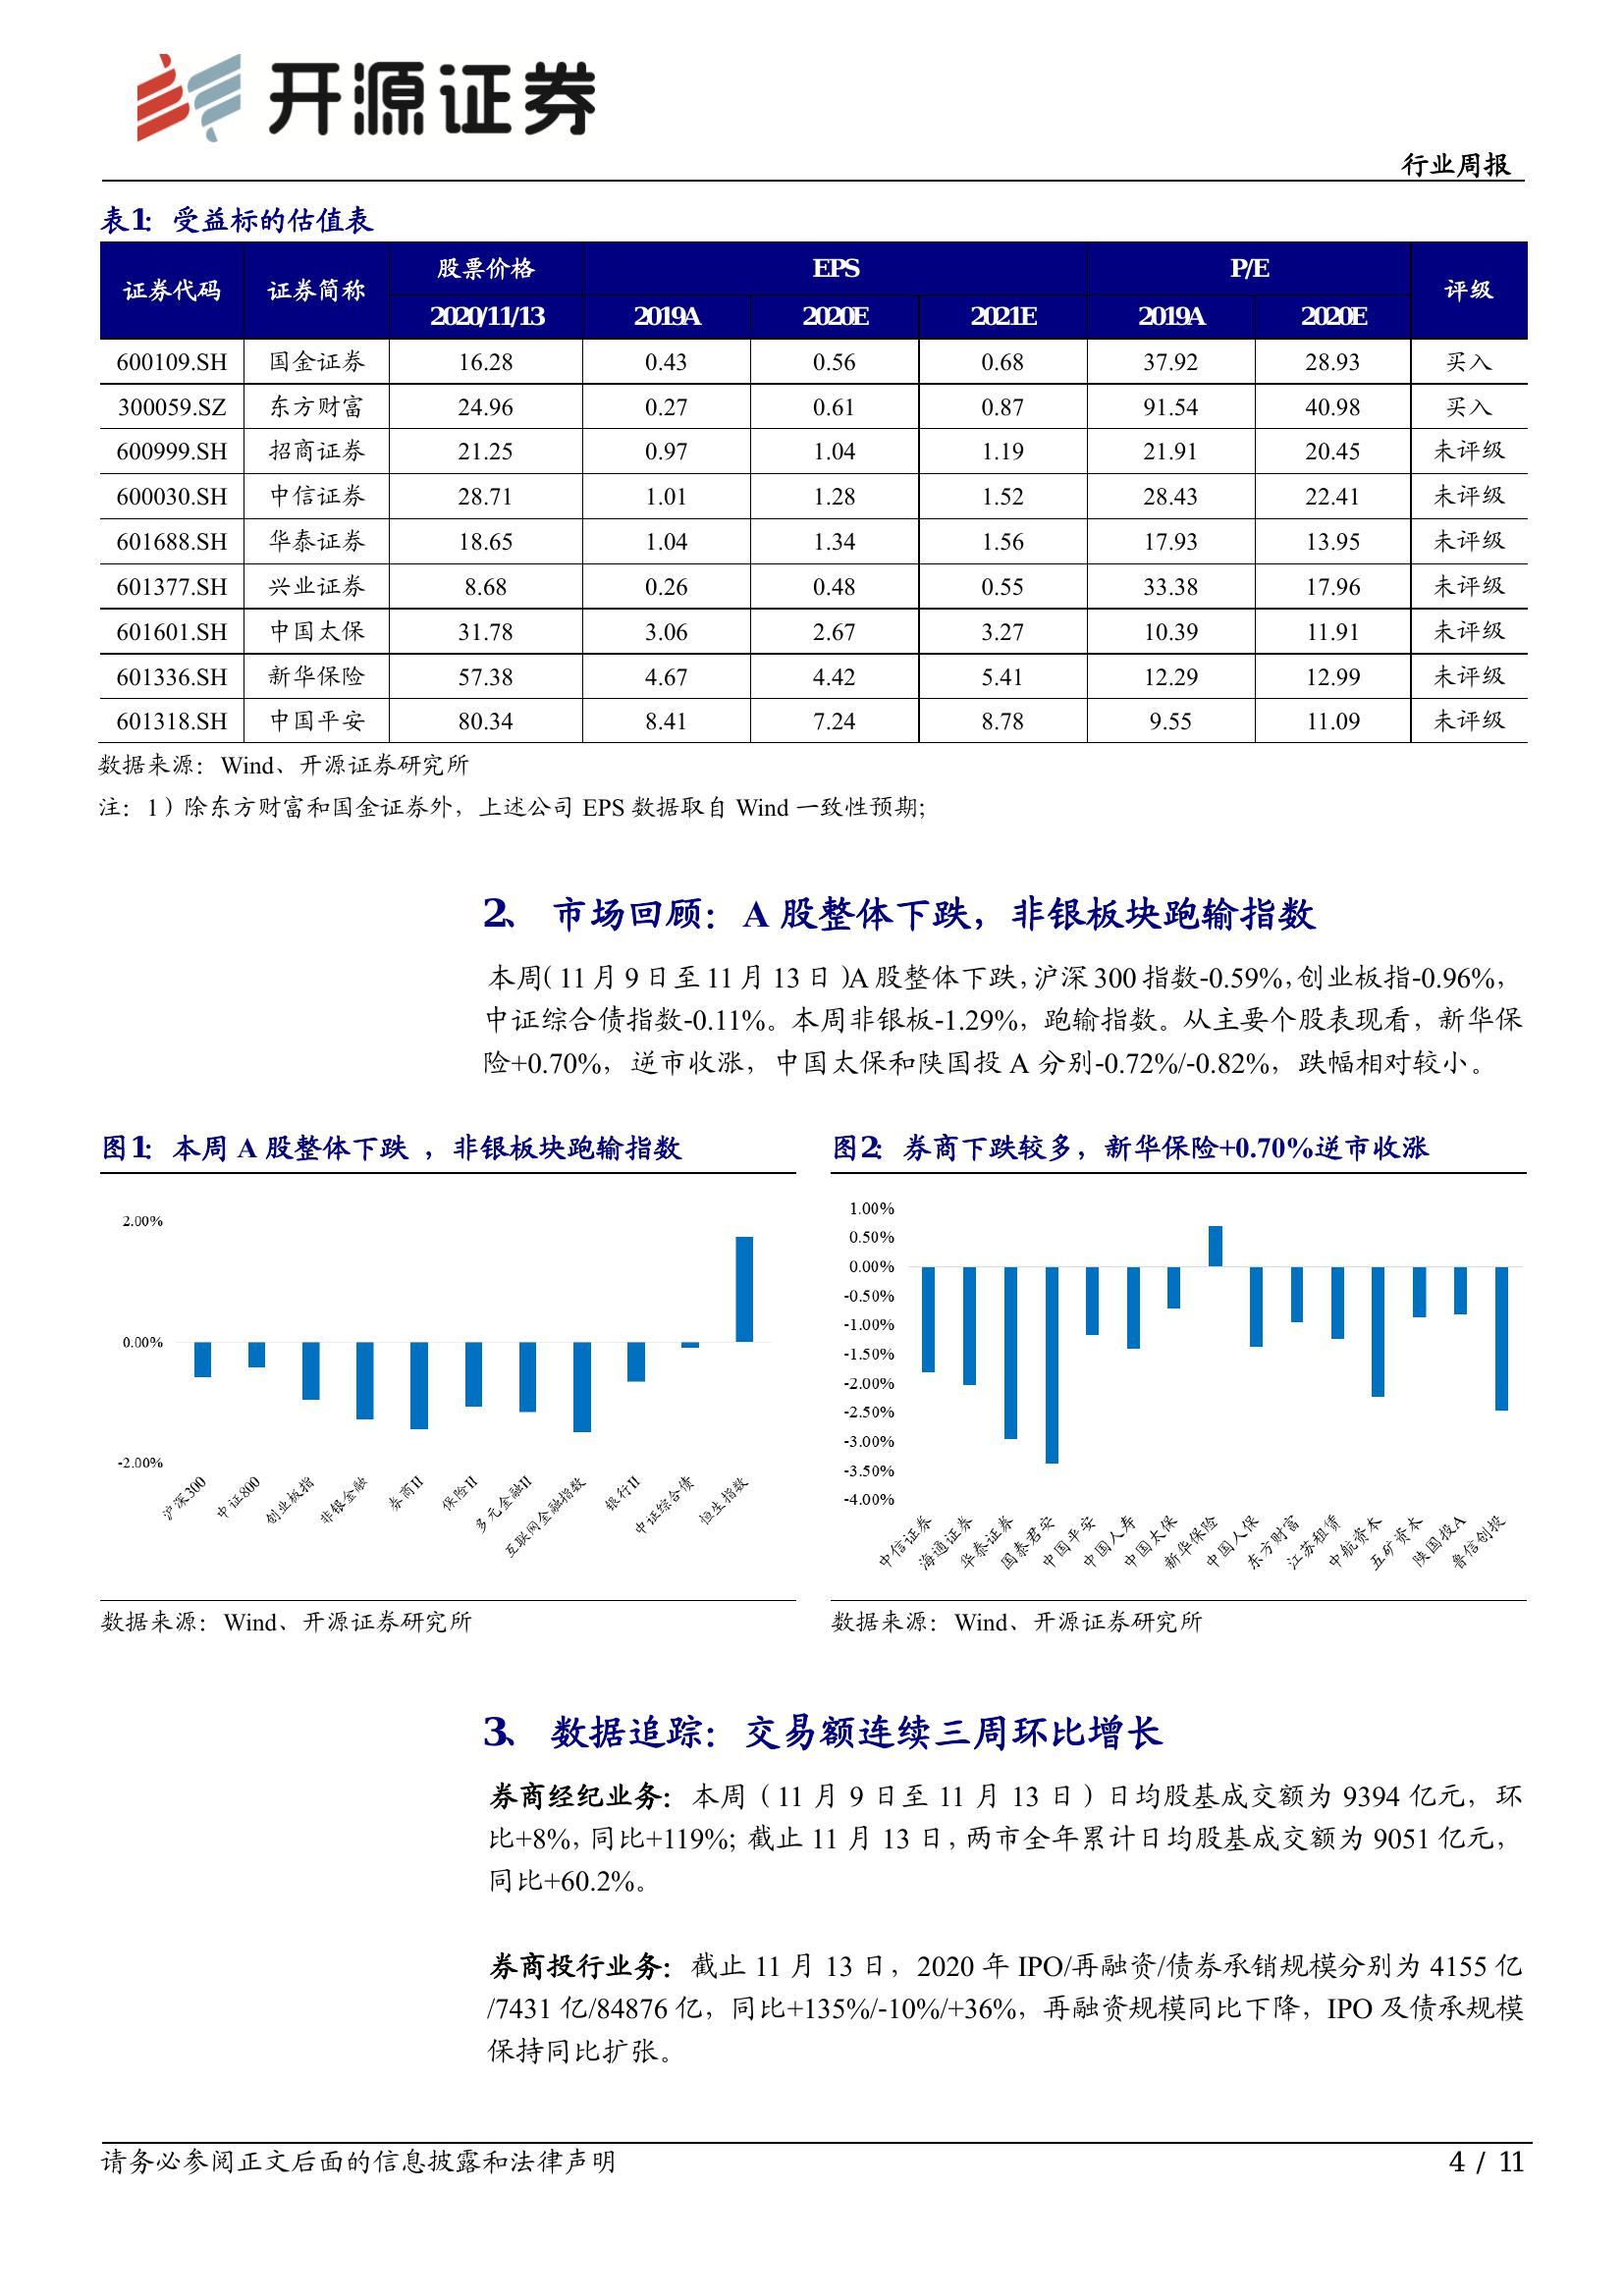 开源证券
行业周报
表1：受益标的估值表
证券代码 证券简称 股票价格 EPS P/E 评级
2020/11/13 2019A 2020E 2021E 2019A 2020E
600109.SH 国金证券 16.28 0.43 0.56 0.68 37.92 28.93 买入
300059.SZ 东方财富 24.96 0.27 0.61 0.87 91.54 40.98 买入
600999.SH 招商证券 21.25 0.97 1.04 1.19 21.91 20.45 未评级
600030.SH 中信证券 28.71 1.01 1.28 1.52 28.43 22.41 未评级
601688.SH 华泰证券 18.65 1.04 1.34 1.56 17.93 13.95 未评级
601377.SH 兴业证券 8.68 0.26 0.48 0.55 33.38 17.96 未评级
601601.SH 中国太保 31.78 3.06 2.67 3.27 10.39 11.91 未评级
601336.SH 新华保险 57.38 4.67 4.42 5.41 12.29 12.99 未评级
601318.SH 中国平安 80.34 8.41 7.24 8.78 9.55 11.09 未评级
数据来源：Wind、开源证券研究所
注：1）除东方财富和国金证券外，上述公司 EPS 数据取自 Wind 一致性预期;
2、 市场回顾：A 股整体下跌，非银板块跑输指数
本周（11 月 9 日至 11 月 13 日）A 股整体下跌，沪深 300 指数-0.59%，创业板指-0.96%，
中证综合债指数-0.11%。本周非银板-1.29%，跑输指数。从主要个股表现看，新华保
险+0.70%，逆市收涨，中国太保和陕国投 A 分别-0.72%/-0.82%，跌幅相对较小。
图1：本周 A 股整体下跌 ，非银板块跑输指数
2.00%
0.00%
-2.00%
沪深300 中证800 创业板指 非银金融 券商II 保险II 多元金融II 互联网金融指数 银行II 中证综合债 恒生指数
数据来源：Wind、开源证券研究所
图2：券商下跌较多，新华保险+0.70%逆市收涨
1.00%
0.50%
0.00%
-0.50%
-1.00%
-1.50%
-2.00%
-2.50%
-3.00%
-3.50%
-4.00%
中信证券 海通证券 华泰证券 国泰君安 中国平安 中国人寿 中国太保 新华保险 中国人保 东方财富 江苏租赁 中航资本 五矿资本 陕国投A 鲁信创投
数据来源：Wind、开源证券研究所
3、 数据追踪：交易额连续三周环比增长
券商经纪业务：本周（11 月 9 日至 11 月 13 日）日均股基成交额为 9394 亿元，环
比+8%，同比+119%；截止 11 月 13 日，两市全年累计日均股基成交额为 9051 亿元，
同比+60.2%。
券商投行业务：截止 11 月 13 日，2020 年 IPO/再融资/债券承销规模分别为 4155 亿
/7431 亿/84876 亿，同比+135%/-10%/+36%，再融资规模同比下降，IPO 及债承规模
保持同比扩张。
请务必参阅正文后面的信息披露和法律声明
4 / 11